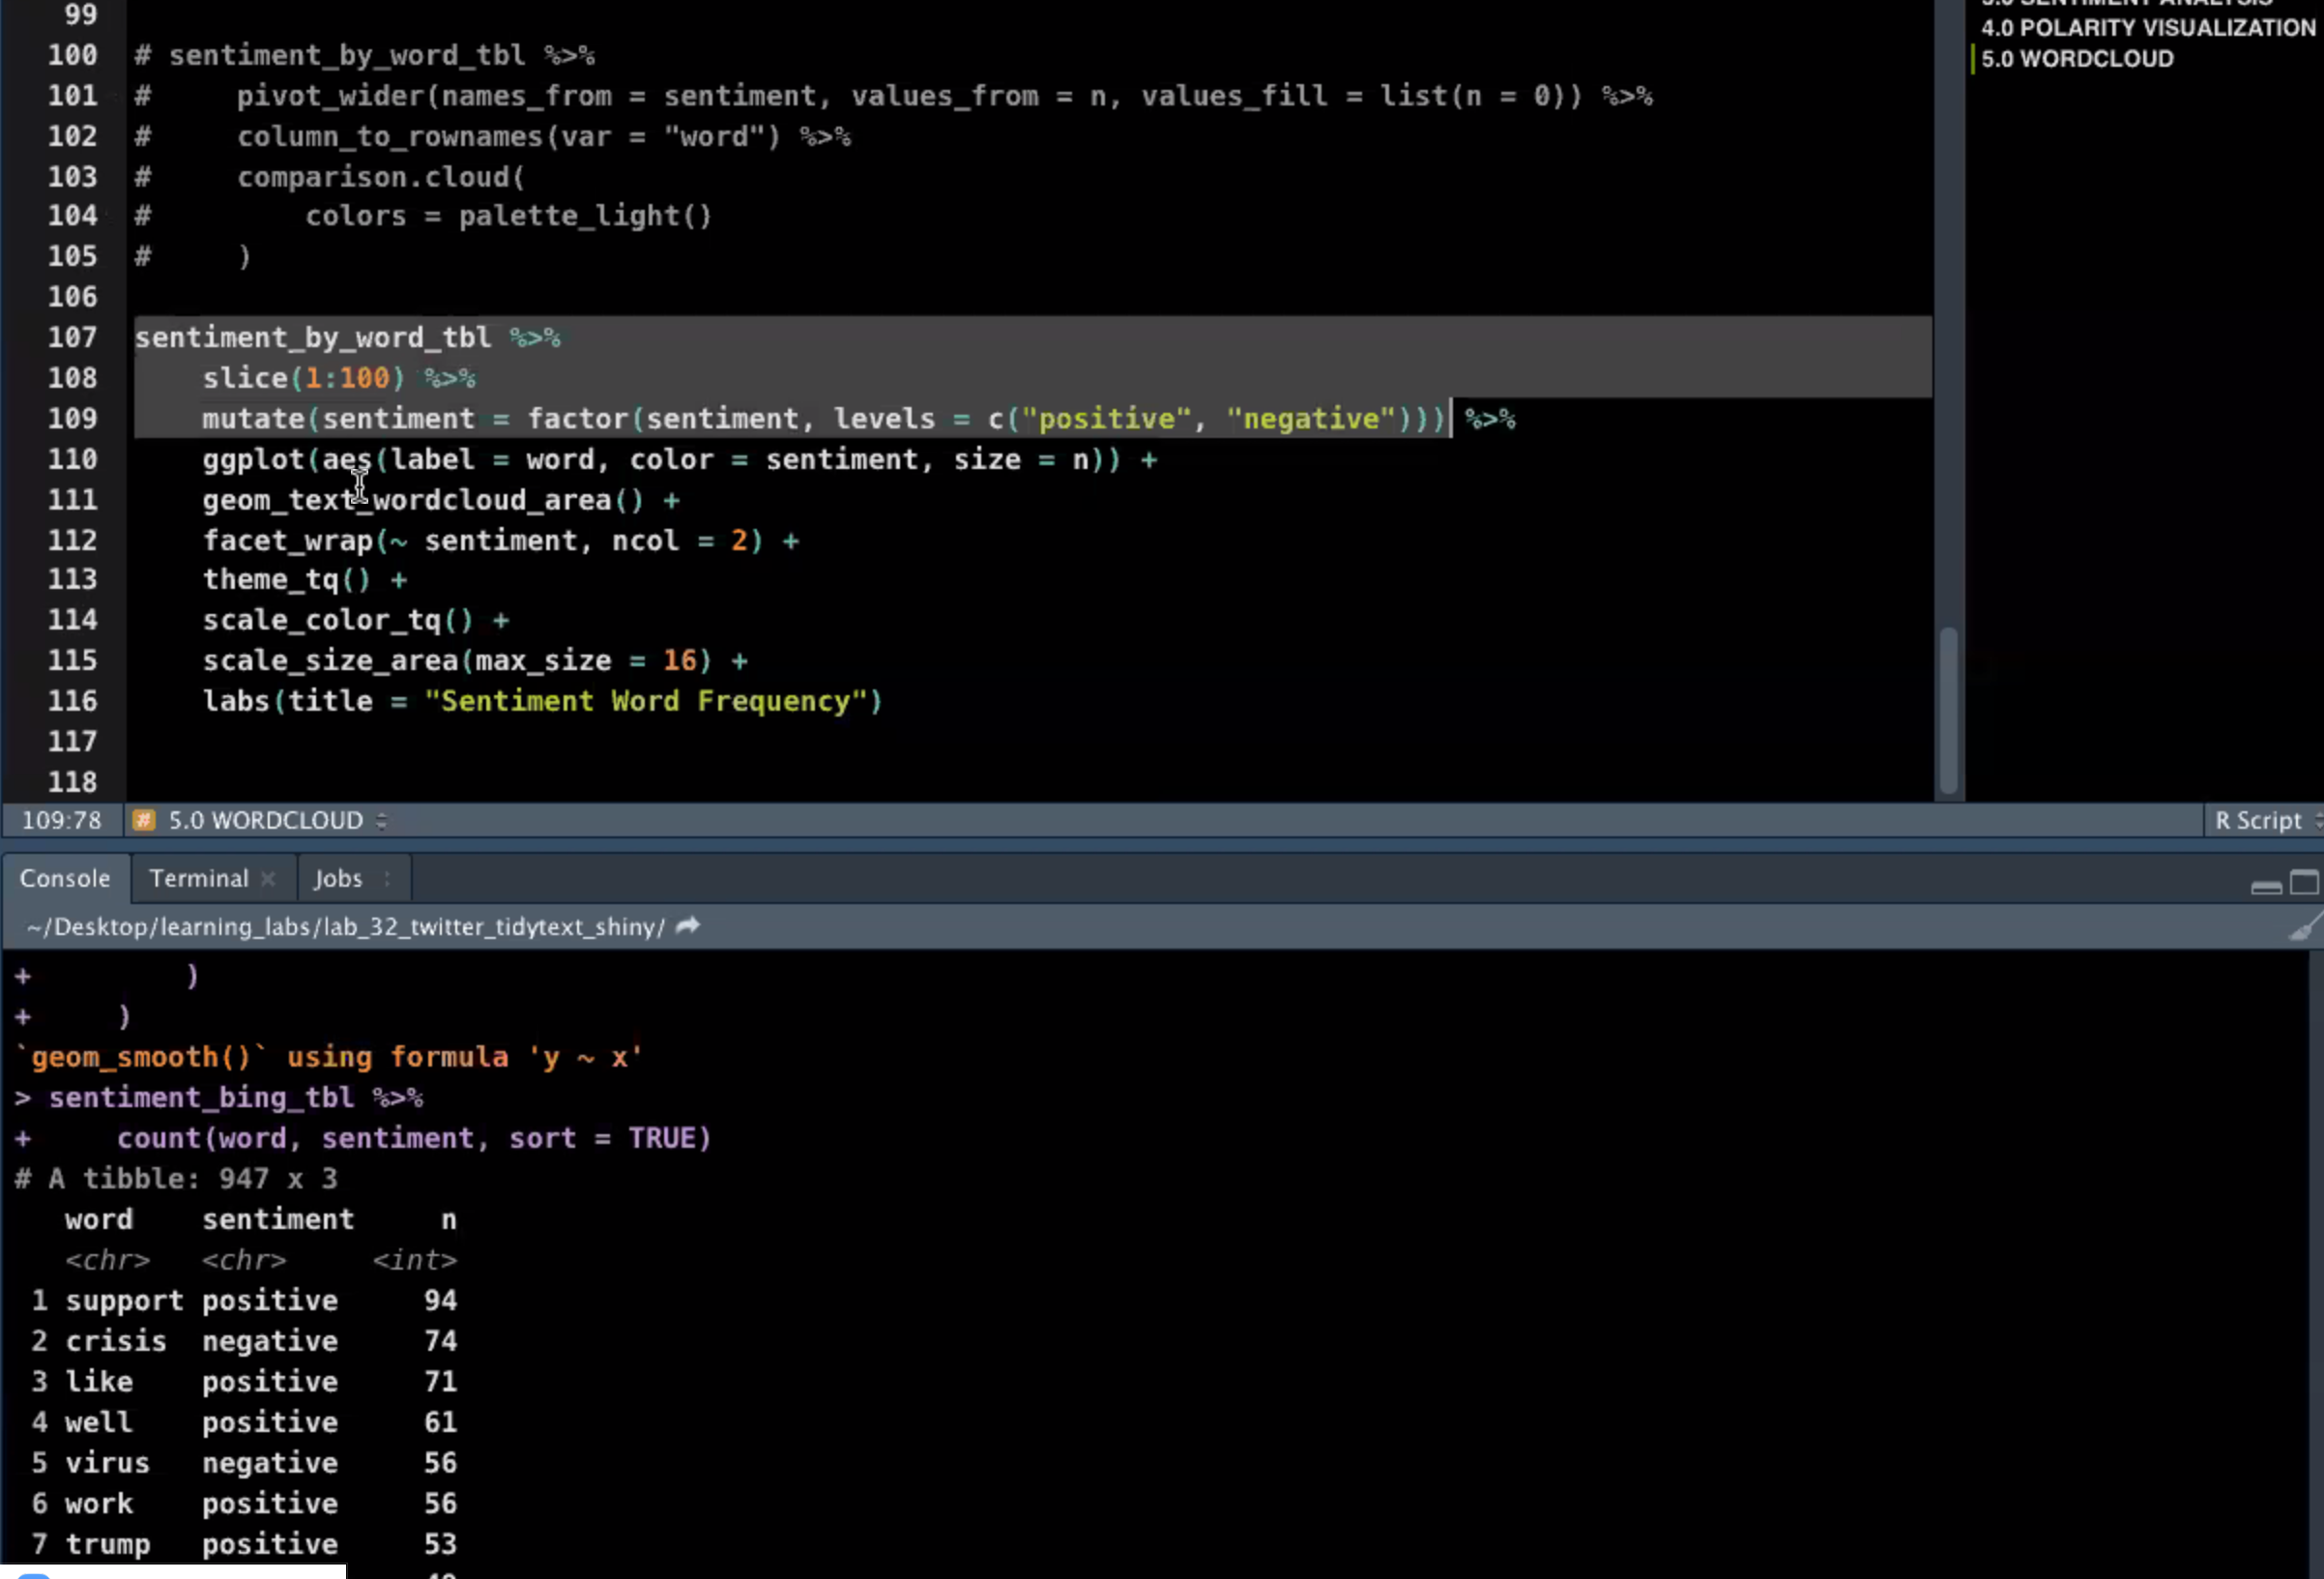 99
100 # sentiment_by_word_tbl %>%
101 #     pivot_wider(names_from = sentiment, values_from = n, values_fill = list(n = 0)) %>%
102 #     column_to_rownames(var = "word") %>%
103 #     comparison.cloud(
104 #         colors = palette_light()
105 #     )
106
107 sentiment_by_word_tbl %>%
108     slice(1:100) %>%
109     mutate(sentiment = factor(sentiment, levels = c("positive", "negative"))) %>%
110     ggplot(aes(label = word, color = sentiment, size = n)) +
111     geom_text_wordcloud_area() +
112     facet_wrap(~ sentiment, ncol = 2) +
113     theme_tq() +
114     scale_color_tq() +
115     scale_size_area(max_size = 16) +
116     labs(title = "Sentiment Word Frequency")
117
118
3.0 SENTIMENT ANALYSIS
4.0 POLARITY VISUALIZATION
5.0 WORDCLOUD
109:78 # 5.0 WORDCLOUD R Script
Console Terminal Jobs
~/Desktop/learning_labs/lab_32_twitter_tidytext_shiny/
+         )
+     )
`geom_smooth()` using formula 'y ~ x'
> sentiment_bing_tbl %>%
+     count(word, sentiment, sort = TRUE)
# A tibble: 947 x 3
word sentiment n
<chr> <chr> <int>
1 support positive 94
2 crisis negative 74
3 like positive 71
4 well positive 61
5 virus negative 56
6 work positive 56
7 trump positive 53